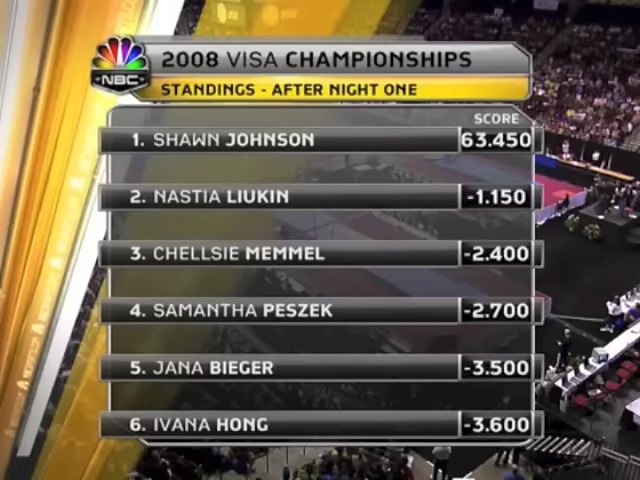 NBC
2008 VISA CHAMPIONSHIPS
STANDINGS - AFTER NIGHT ONE
SCORE
1. SHAWN JOHNSON 63.450
2. NASTIA LIUKIN -1.150
3. CHELLSIE MEMMEL -2.400
4. SAMANTHA PESZEK -2.700
5. JANA BIEGER -3.500
6. IVANA HONG -3.600